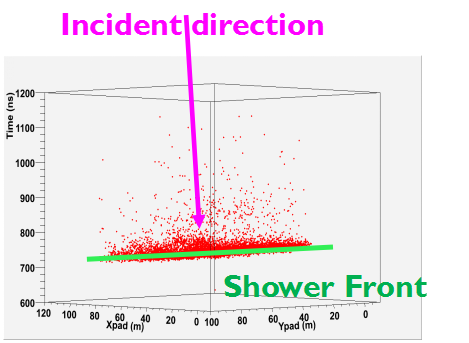 Incident direction
Time (ns)
1200
1100
1000
900
800
700
600
Shower Front
120 100 80 60 40 20 0 100 80 60 40 20 0
Xpad (m) Ypad (m)